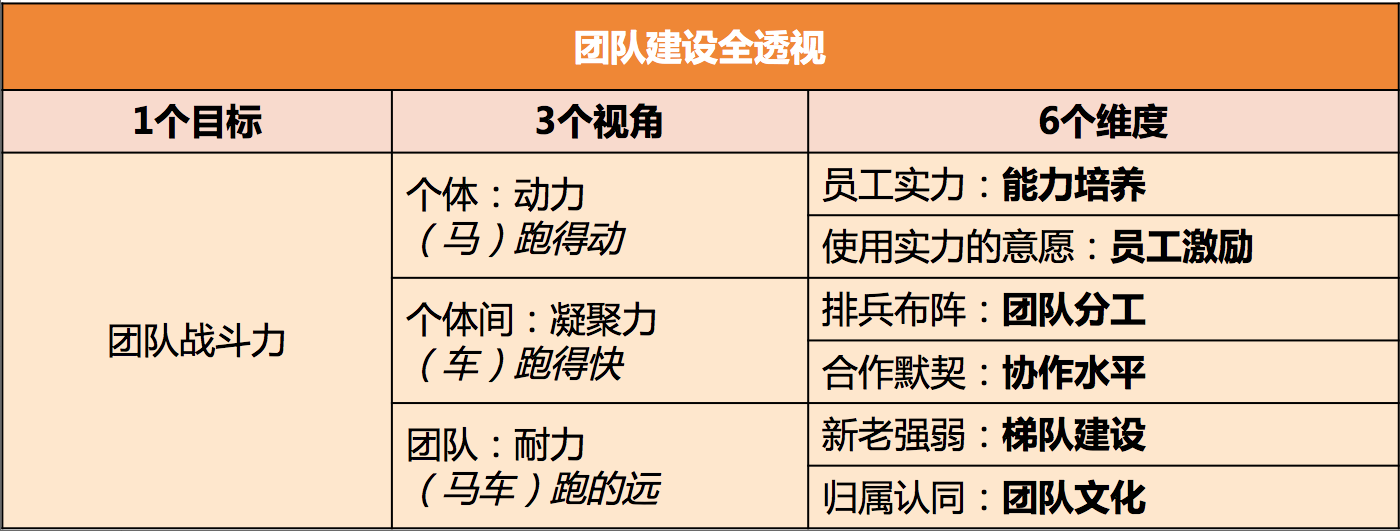 团队建设全透视
1个目标
3个视角
6个维度
团队战斗力
个体：动力
（马）跑得动
员工实力：能力培养
使用实力的意愿：员工激励
个体间：凝聚力
（车）跑得快
排兵布阵：团队分工
合作默契：协作水平
团队：耐力
（马车）跑的远
新老强弱：梯队建设
归属认同：团队文化